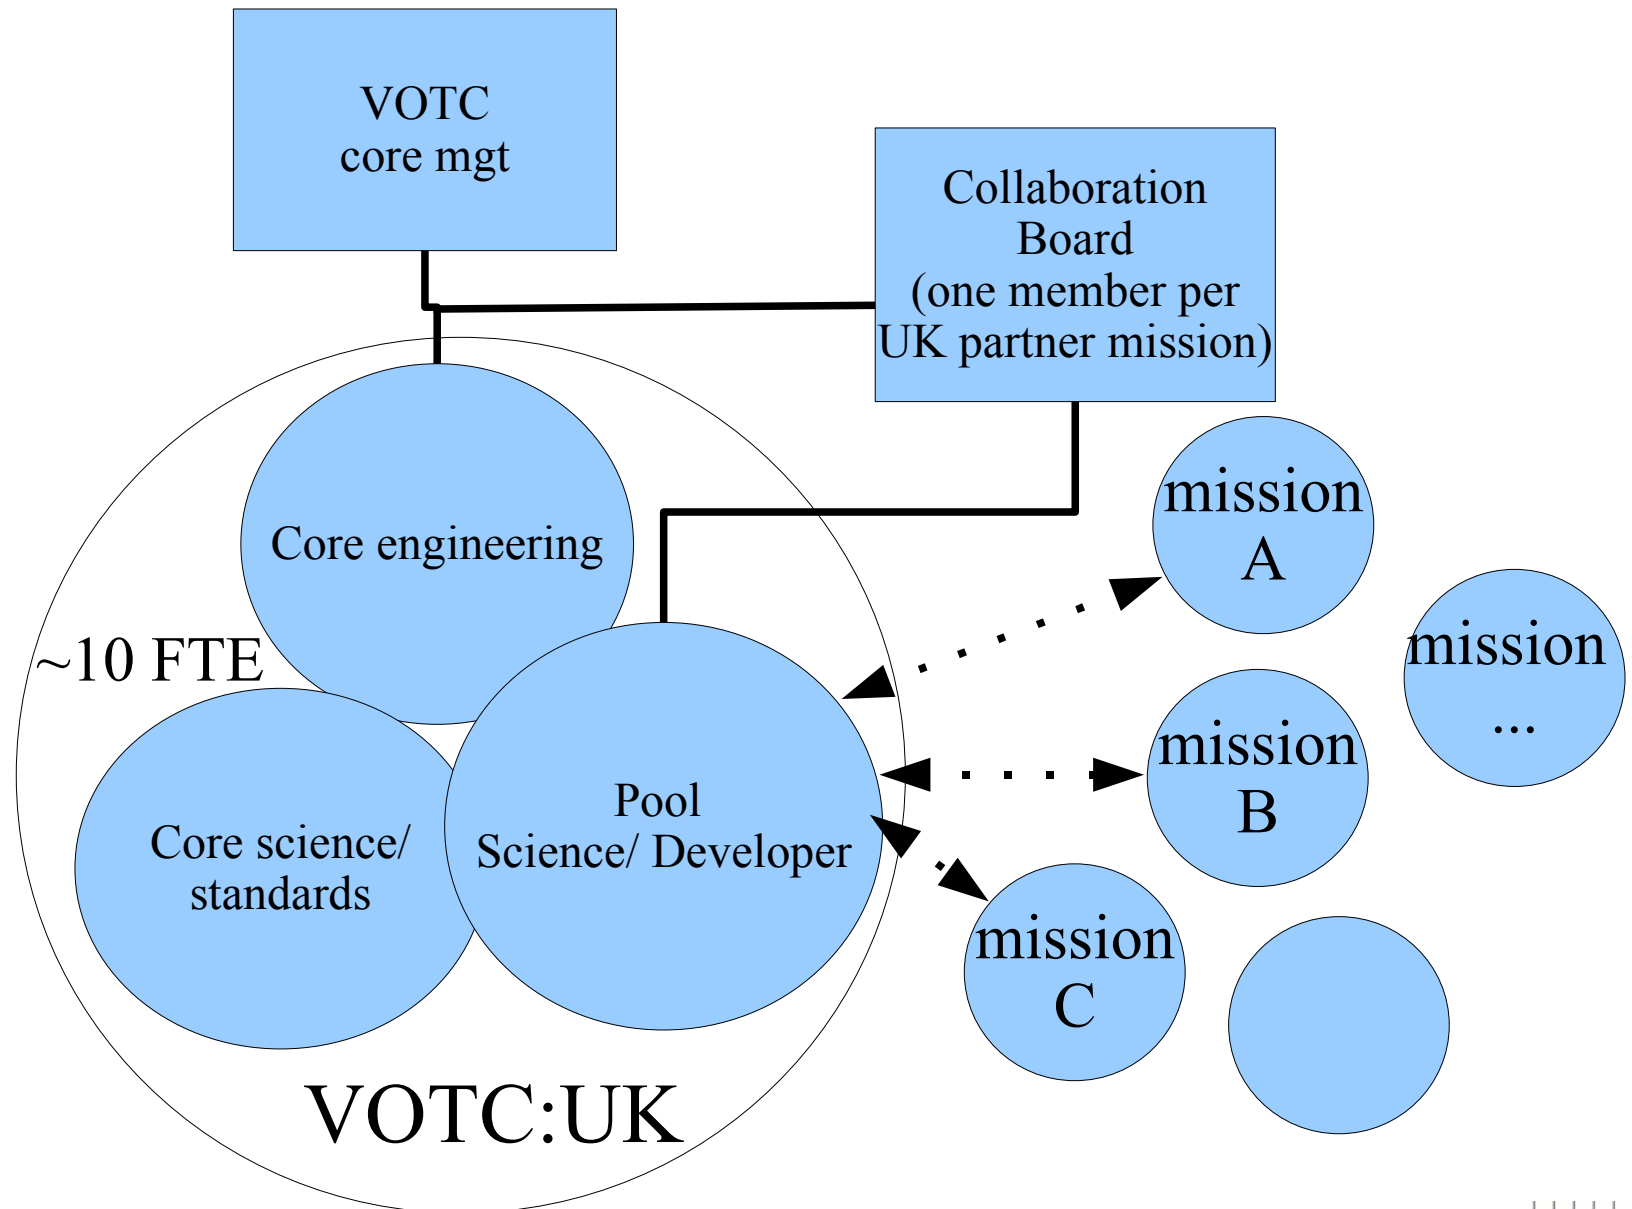 VOTC
core mgt
Collaboration
Board
(one member per
UK partner mission)
Core engineering
mission
A
mission
...
~10 FTE
mission
B
Pool
Science/ Developer
Core science/
standards
mission
C
VOTC:UK